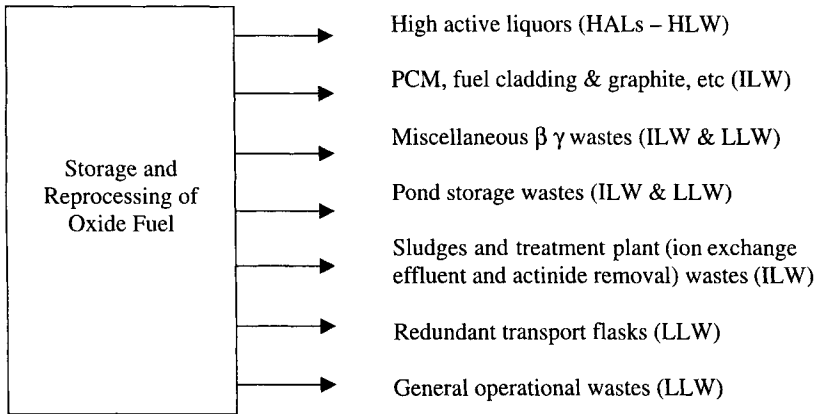 High active liquors (HALs – HLW)
PCM, fuel cladding & graphite, etc (ILW)
Miscellaneous β γ wastes (ILW & LLW)
Storage and
Reprocessing of
Oxide Fuel
Pond storage wastes (ILW & LLW)
Sludges and treatment plant (ion exchange
effluent and actinide removal) wastes (ILW)
Redundant transport flasks (LLW)
General operational wastes (LLW)